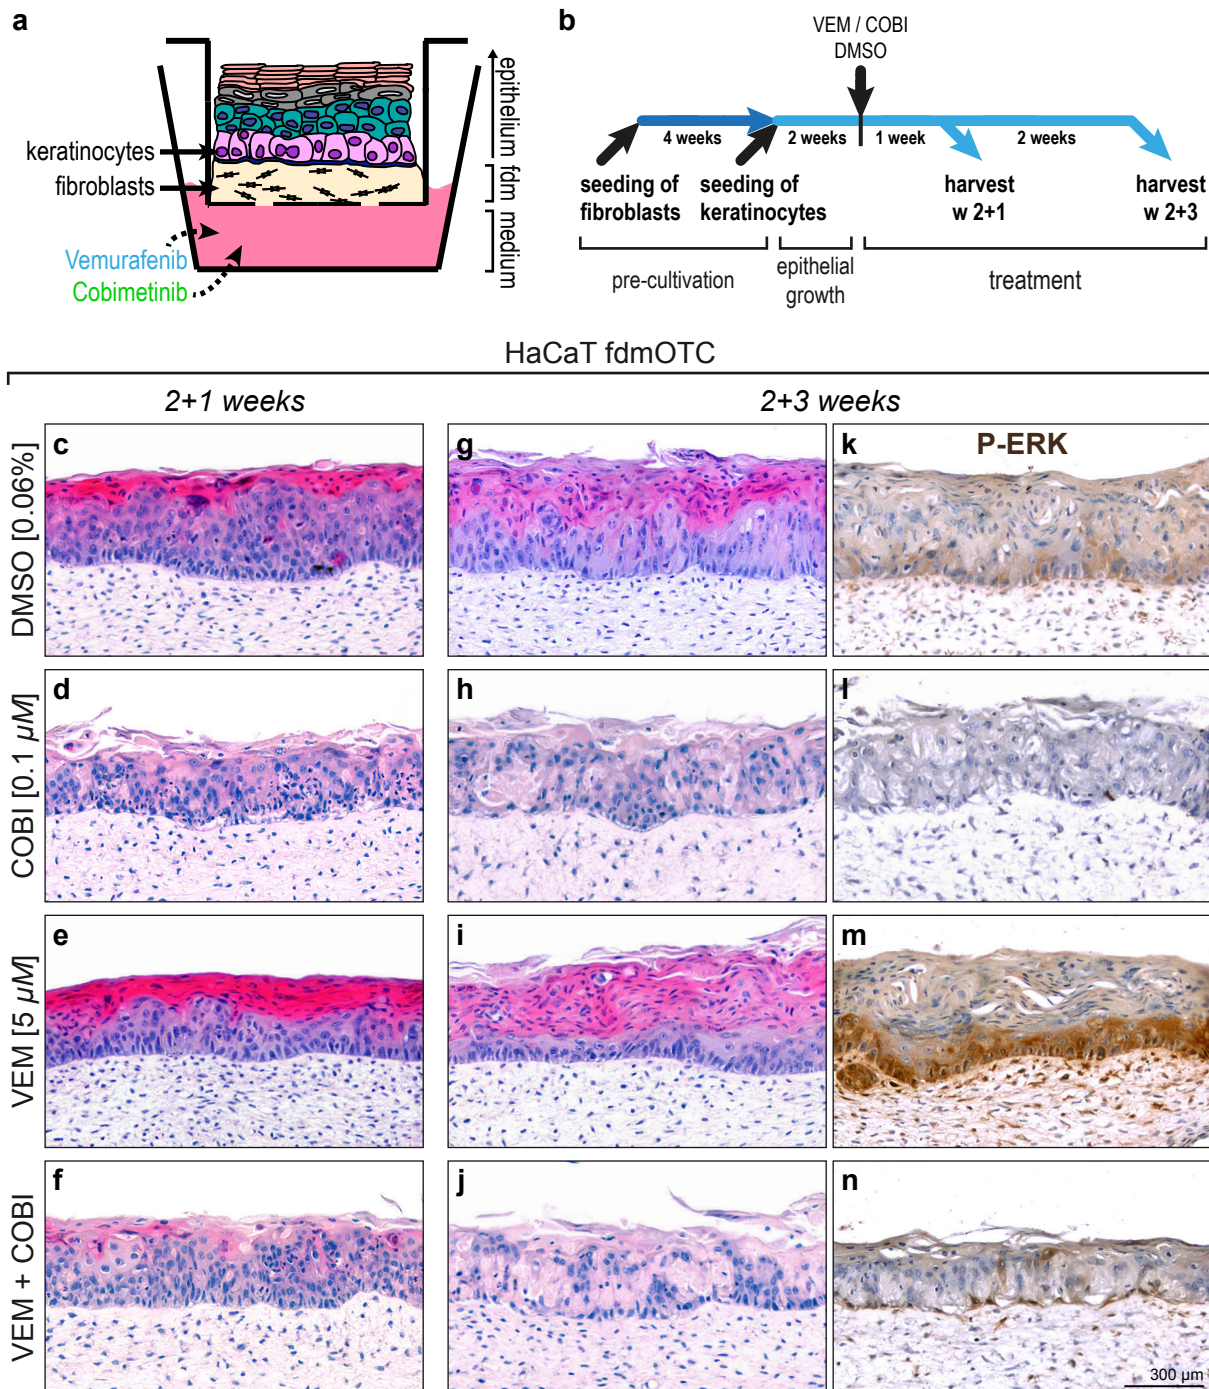 a
keratinocytes
fibroblasts
Vemurafenib
Cobimetinib
epithelium
fdm
medium
b
VEM / COBI
DMSO
4 weeks
2 weeks
1 week
2 weeks
seeding of
fibroblasts
seeding of
keratinocytes
harvest
w 2+1
harvest
w 2+3
pre-cultivation
epithelial
growth
treatment
HaCaT fdmOTC
2+1 weeks
2+3 weeks
DMSO [0.06%]
c
g
k
P-ERK
COBI [0.1 µM]
d
h
l
VEM [5 µM]
e
i
m
VEM + COBI
f
j
n
300 µm